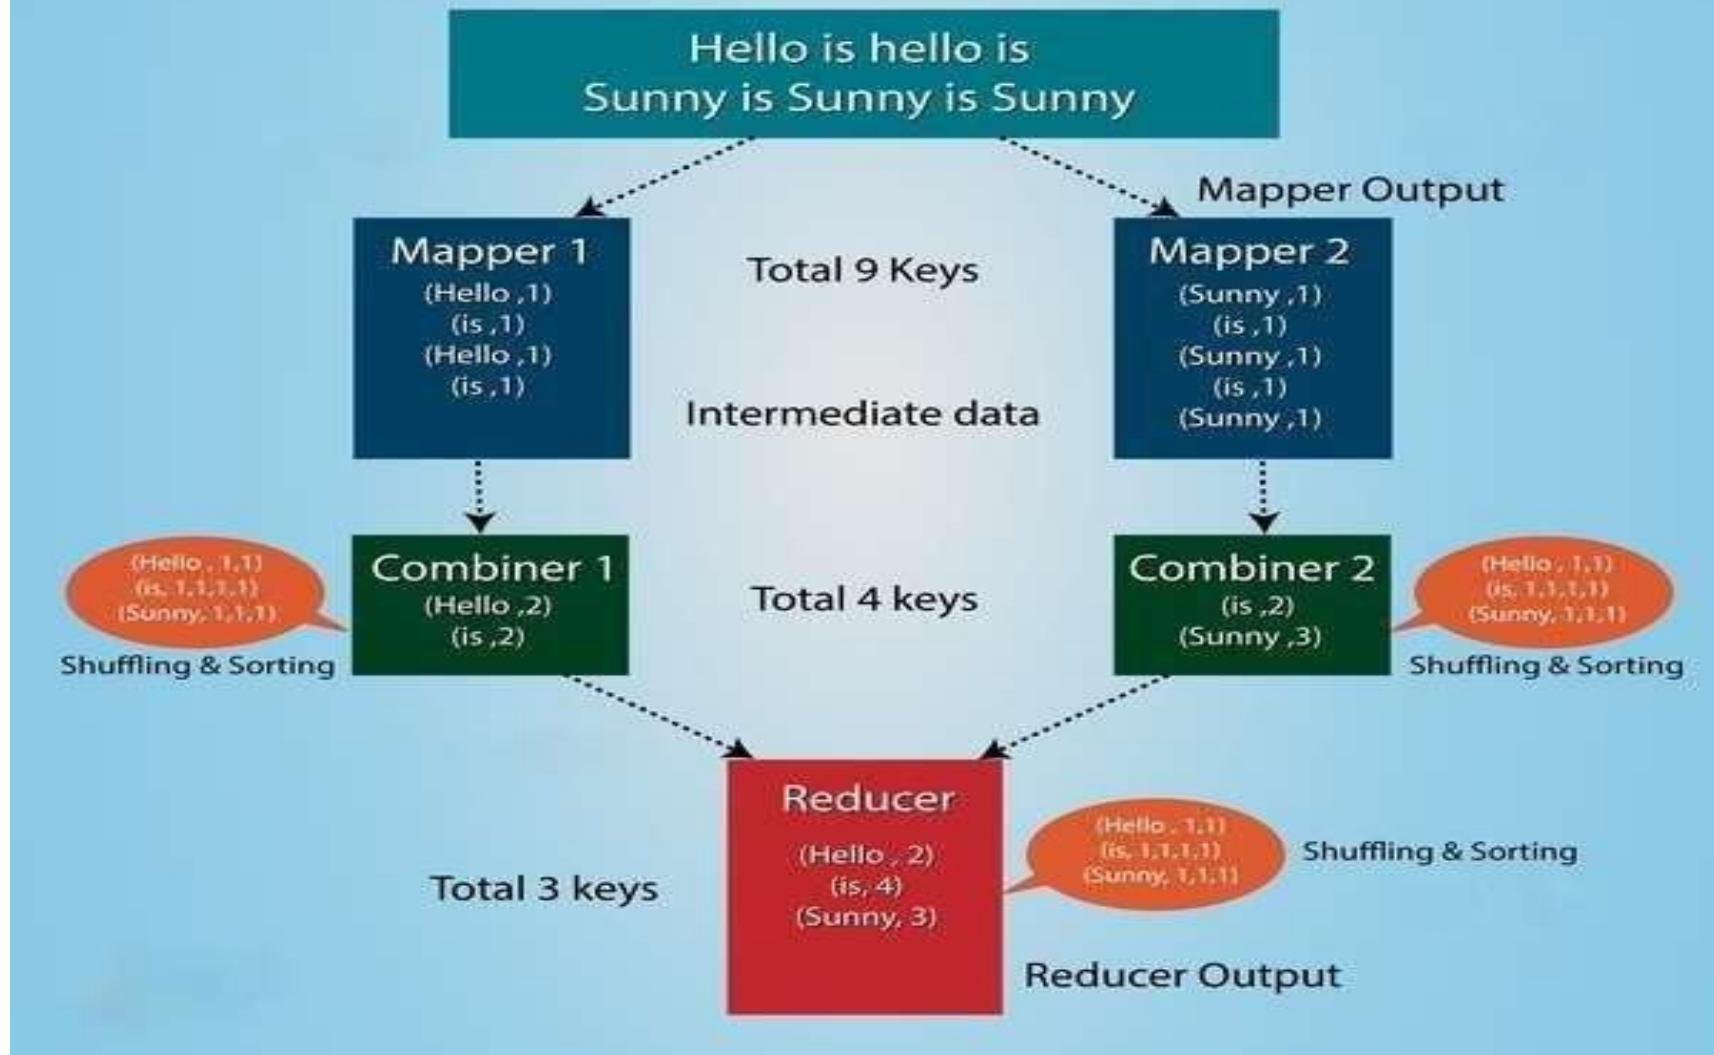 Hello is hello is
Sunny is Sunny is Sunny
Mapper Output
Mapper 1
(Hello ,1)
(is ,1)
(Hello ,1)
(is ,1)
Total 9 Keys
Intermediate data
Mapper 2
(Sunny ,1)
(is ,1)
(Sunny ,1)
(is ,1)
(Sunny ,1)
(Hello , 1,1)
(is, 1,1,1,1)
(Sunny, 1,1,1)
Shuffling & Sorting
Combiner 1
(Hello ,2)
(is ,2)
Total 4 keys
Combiner 2
(is ,2)
(Sunny ,3)
(Hello , 1,1)
(is, 1,1,1,1)
(Sunny, 1,1,1)
Shuffling & Sorting
Total 3 keys
Reducer
(Hello , 2)
(is, 4)
(Sunny, 3)
(Hello , 1,1)
(is, 1,1,1,1)
(Sunny, 1,1,1)
Shuffling & Sorting
Reducer Output